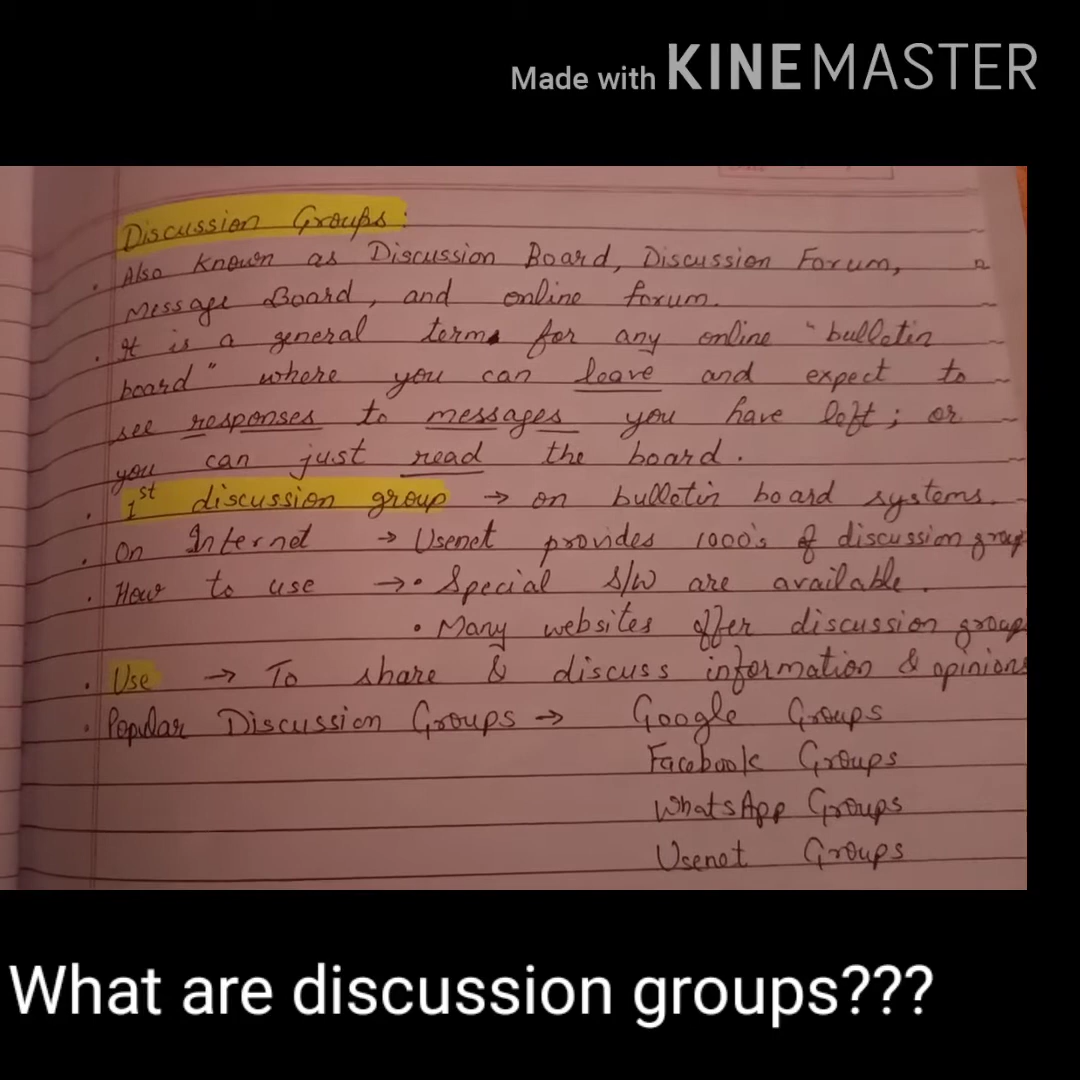 Made with KINEMASTER
Discussion Groups:
. Also known as Discussion Board, Discussion Forum,
Message Board, and online forum.
. It is a general term for any online "bulletin
board" where you can leave and expect to
see responses to messages you have left; or
you can just read the board.
. 1st discussion group → on bulletin board systems.
. On Internet → Usenet provides 1000's of discussion group
. How to use → • Special S/W are available.
• Many websites offer discussion group
. Use → To share & discuss information & opinions
. Popular Discussion Groups → Google Groups
Facebook Groups
WhatsApp Groups
Usenet Groups
What are discussion groups???